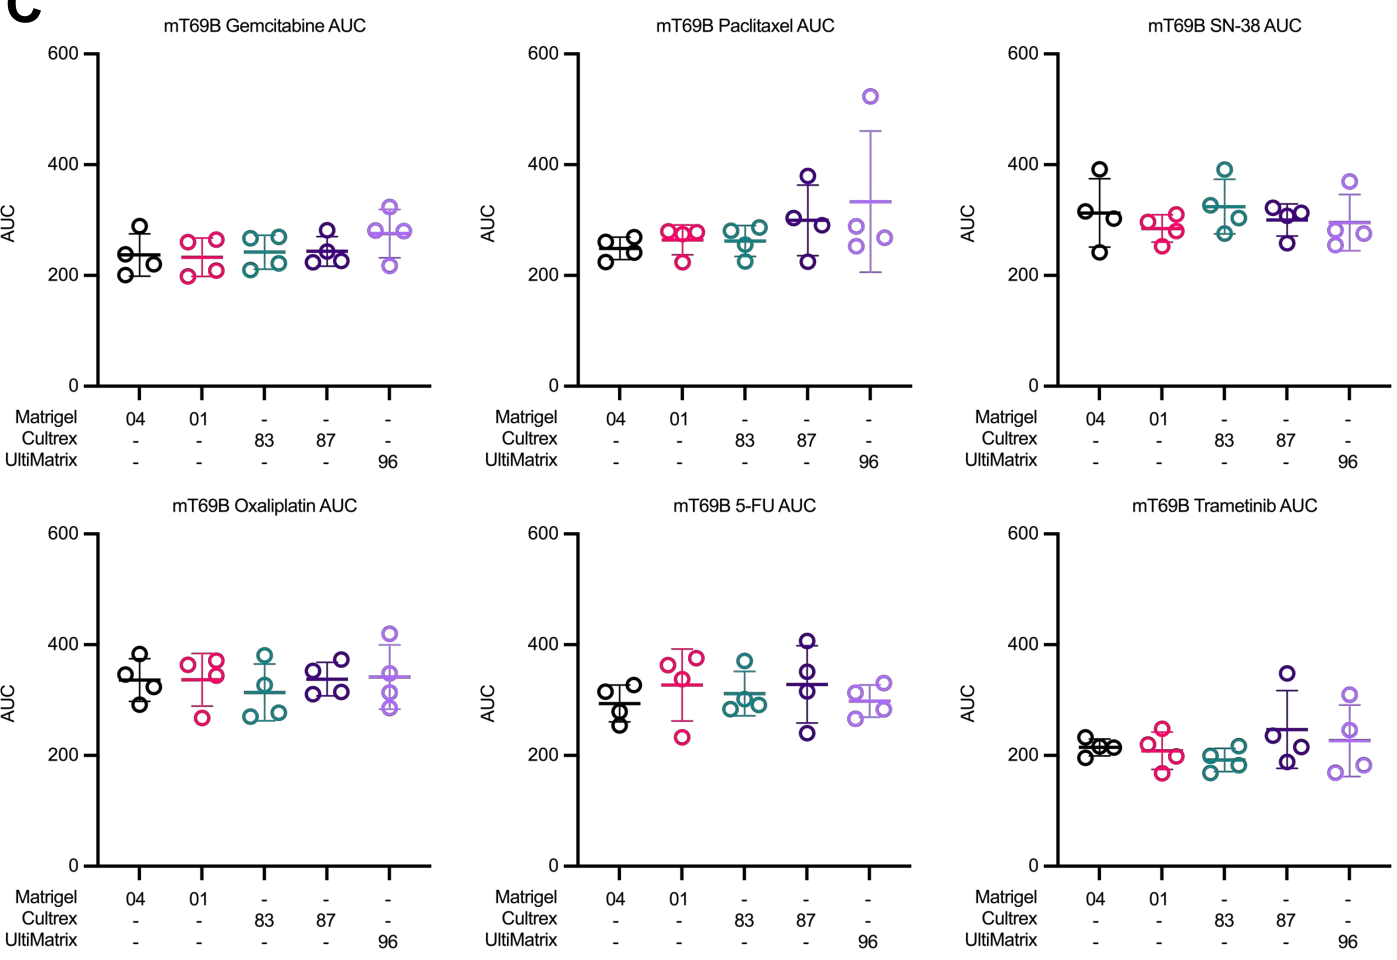 C
mT69B Gemcitabine AUC
600
400
200
0
AUC
Matrigel 04 01 - - -
Cultrex - - 83 87 -
UltiMatrix - - - - 96
mT69B Paclitaxel AUC
600
400
200
0
AUC
Matrigel 04 01 - - -
Cultrex - - 83 87 -
UltiMatrix - - - - 96
mT69B SN-38 AUC
600
400
200
0
AUC
Matrigel 04 01 - - -
Cultrex - - 83 87 -
UltiMatrix - - - - 96
mT69B Oxaliplatin AUC
600
400
200
0
AUC
Matrigel 04 01 - - -
Cultrex - - 83 87 -
UltiMatrix - - - - 96
mT69B 5-FU AUC
600
400
200
0
AUC
Matrigel 04 01 - - -
Cultrex - - 83 87 -
UltiMatrix - - - - 96
mT69B Trametinib AUC
600
400
200
0
AUC
Matrigel 04 01 - - -
Cultrex - - 83 87 -
UltiMatrix - - - - 96